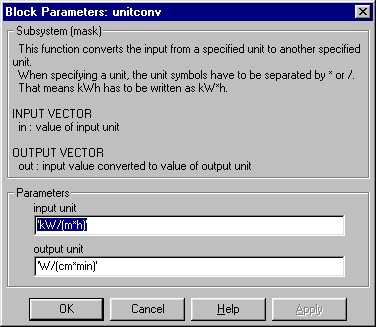 Block Parameters: unitconv
Subsystem (mask)
This function converts the input from a specified unit to another specified
unit.
When specifying a unit, the unit symbols have to be separated by * or /.
That means kWh has to be written as kW*h.
INPUT VECTOR
in : value of input unit
OUTPUT VECTOR
out : input value converted to value of output unit
Parameters
input unit
'kW/(m*h)'
output unit
'W/(cm*min)'
OK Cancel Help Apply